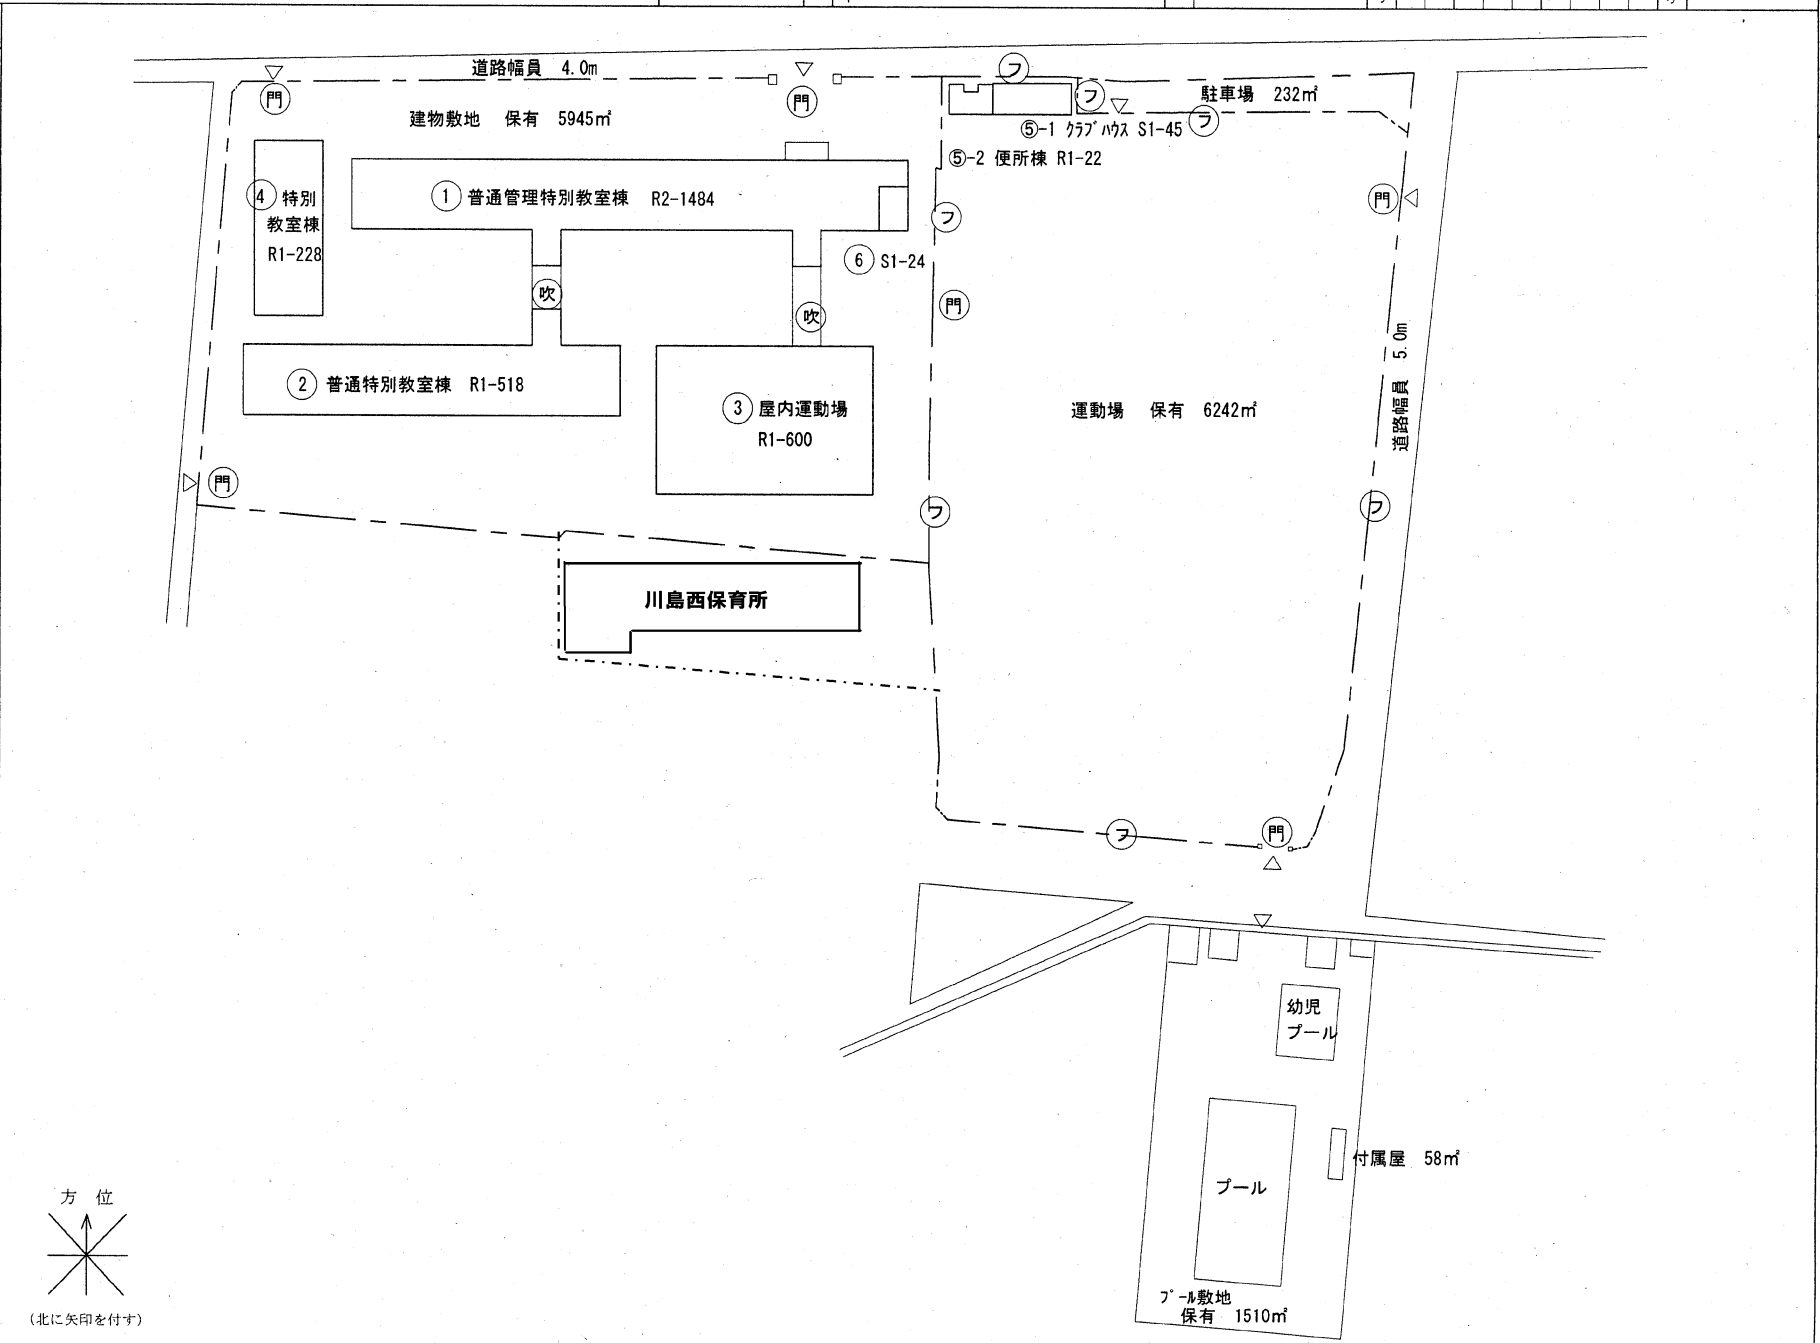 道路幅員 4.0m
門
門
フ
フ
駐車場 232㎡
建物敷地 保有 5945㎡
⑤-1 クラブハウス S1-45
フ
⑤-2 便所棟 R1-22
④ 特別
教室棟
R1-228
① 普通管理特別教室棟 R2-1484
門
フ
⑥ S1-24
吹
吹
門
道路幅員 5.0m
② 普通特別教室棟 R1-518
③ 屋内運動場
R1-600
運動場 保有 6242㎡
門
フ
フ
川島西保育所
フ
門
幼児
プール
付属屋 58㎡
プール
プール敷地
保有 1510㎡
方 位
(北に矢印を付す)